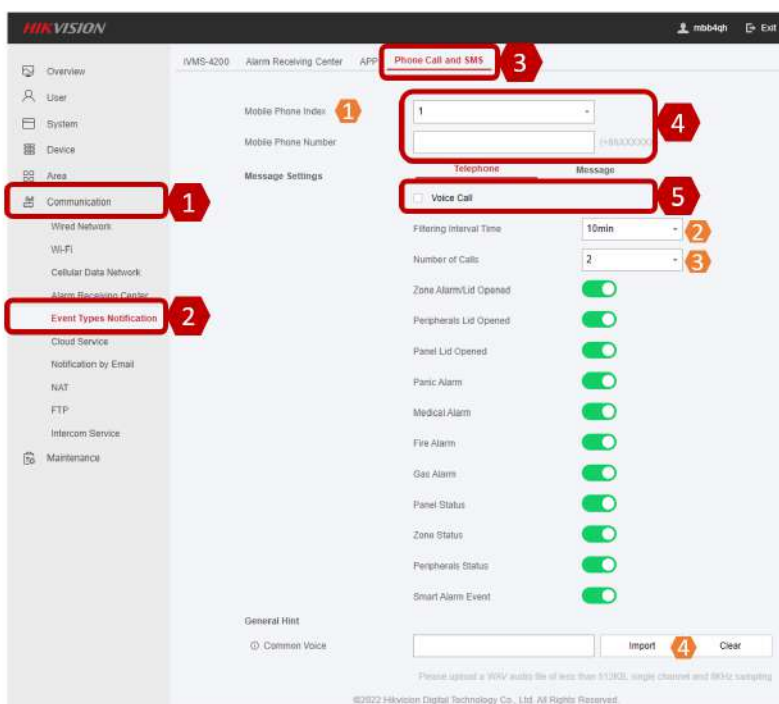 HIKVISION mbb4qh Exit
IVMS-4200 Alarm Receiving Center APP Phone Call and SMS 3
Overview
User
System
Device
Area
Communication 1
Wired Network
Wi-Fi
Cellular Data Network
Alarm Receiving Center
Event Types Notification 2
Cloud Service
Notification by Email
NAT
FTP
Intercom Service
Maintenance
Mobile Phone Index 1 1 4
Mobile Phone Number
Message Settings Telephone Message
Voice Call 5
Filtering Interval Time 10min 2
Number of Calls 2 3
Zone Alarm/Lid Opened
Peripherals Lid Opened
Panel Lid Opened
Panic Alarm
Medical Alarm
Fire Alarm
Gas Alarm
Panel Status
Zone Status
Peripherals Status
Smart Alarm Event
General Hint
Common Voice Import 4 Clear
Please upload a WAV audio file of less than 512KB, single channel and 8KHz sampling
©2022 Hikvision Digital Technology Co., Ltd. All Rights Reserved.